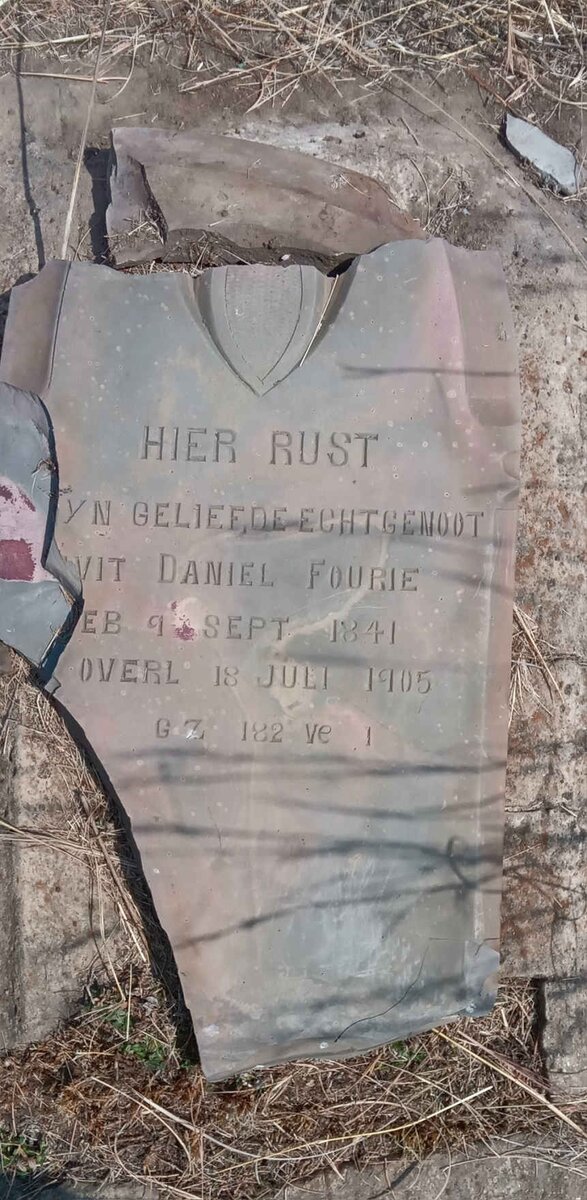 HIER RUST
YN GELIEFDE ECHTGENOOT
VIT DANIEL FOURIE
EB 9 SEPT 1841
OVERL 18 JULI 1905
GZ 182 Ve 1